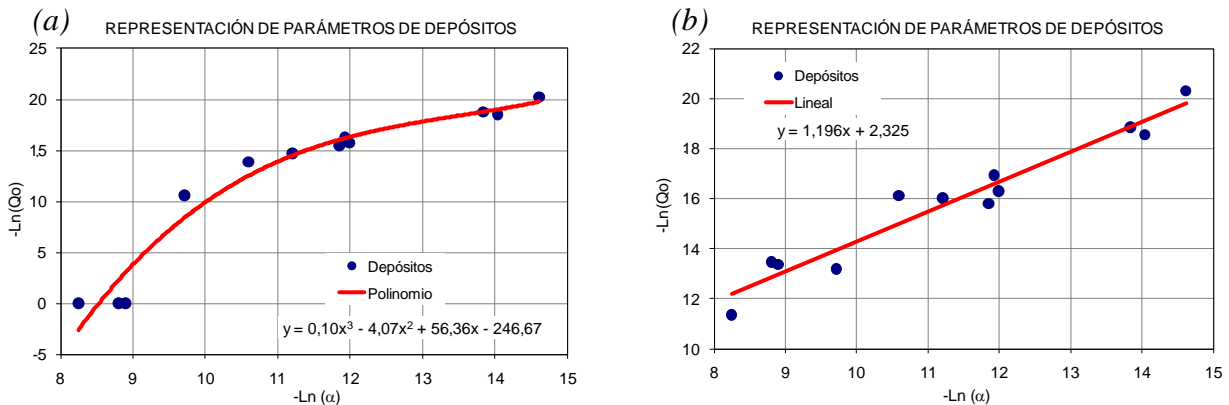 (a)
REPRESENTACIÓN DE PARÁMETROS DE DEPÓSITOS
25
20
15
10
5
0
-5
-Ln(Qo)
Depósitos
Polinomio
y = 0,10x³ - 4,07x² + 56,36x - 246,67
8 9 10 11 12 13 14 15
-Ln (α)
(b)
REPRESENTACIÓN DE PARÁMETROS DE DEPÓSITOS
22
20
18
16
14
12
10
-Ln(Qo)
Depósitos
Lineal
y = 1,196x + 2,325
8 9 10 11 12 13 14 15
-Ln (α)